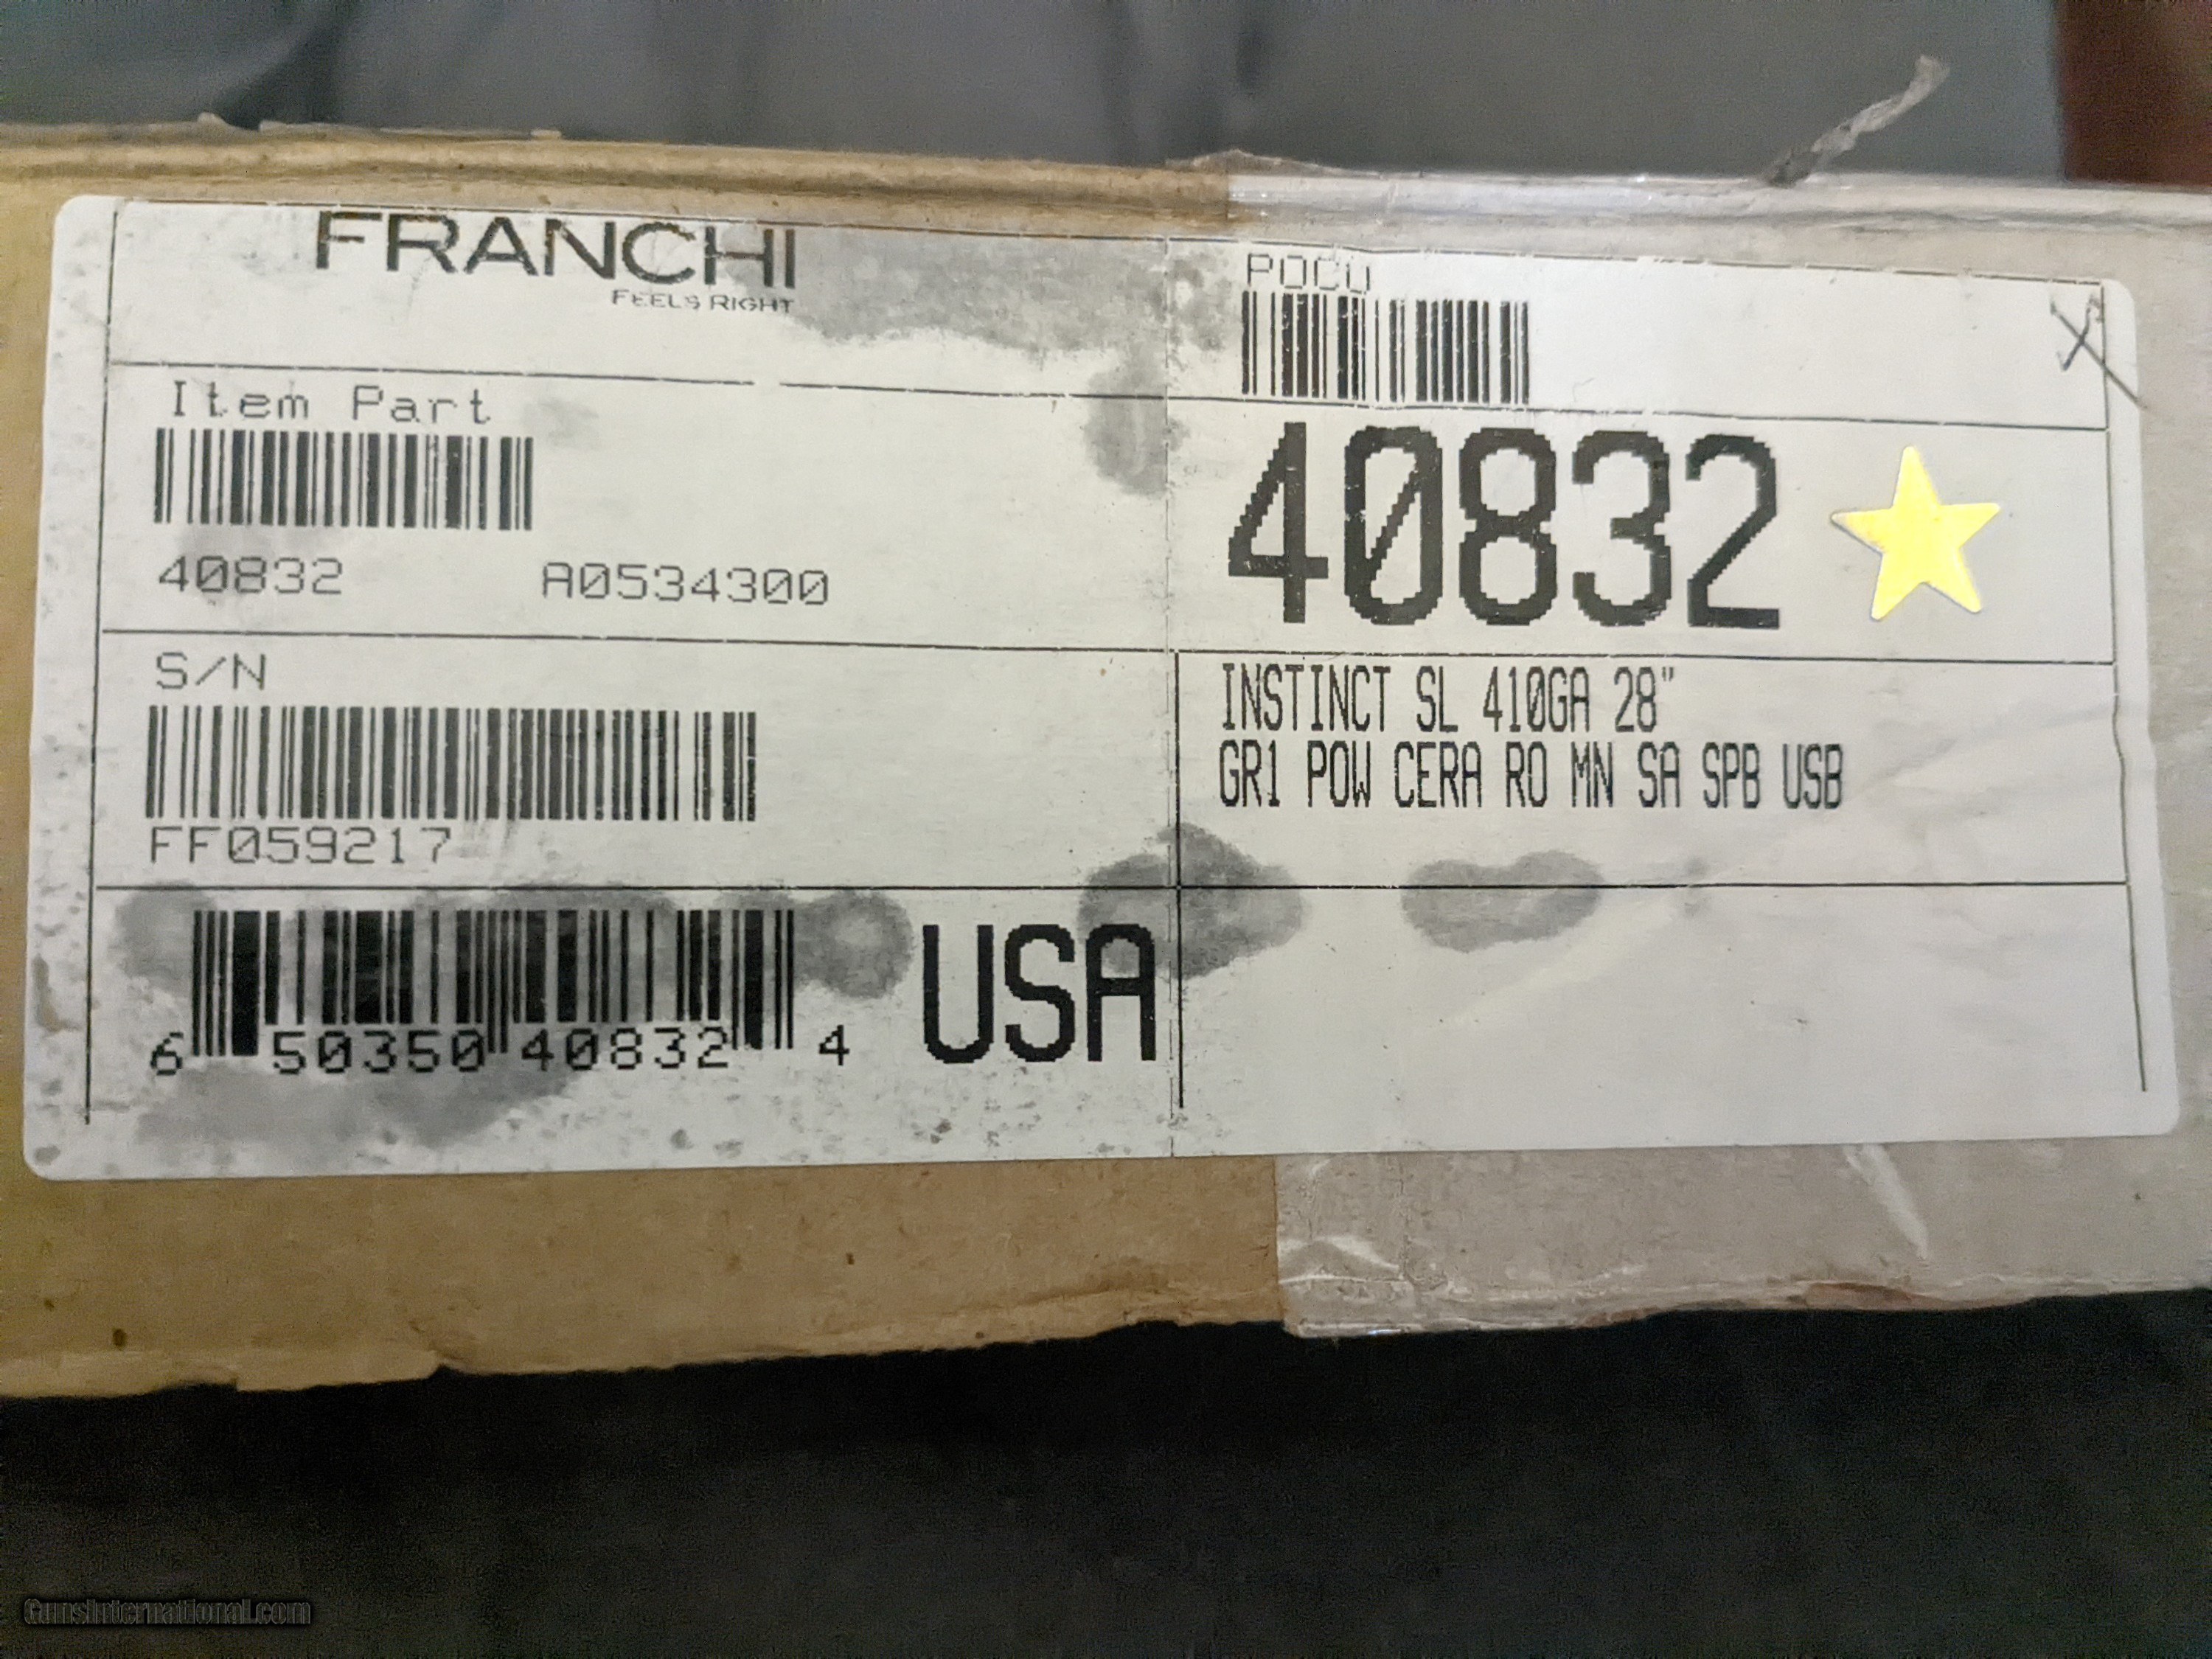 FRANCHI
FEELS RIGHT
Item Part
40832 A0534300
S/N
FF059217
6 50350 40832 4
USA
POCU
40832
INSTINCT SL 410GA 28"
GR1 POW CERA RO MN SA SPB USB
GunsInternational.com